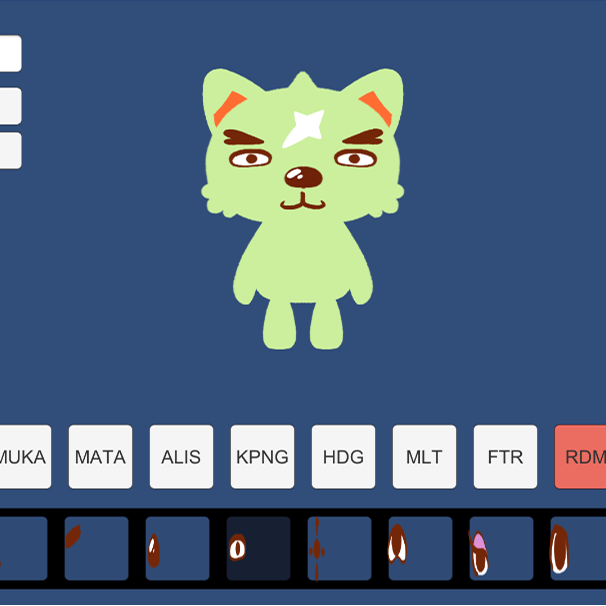 MUKA
MATA
ALIS
KPNG
HDG
MLT
FTR
RDM